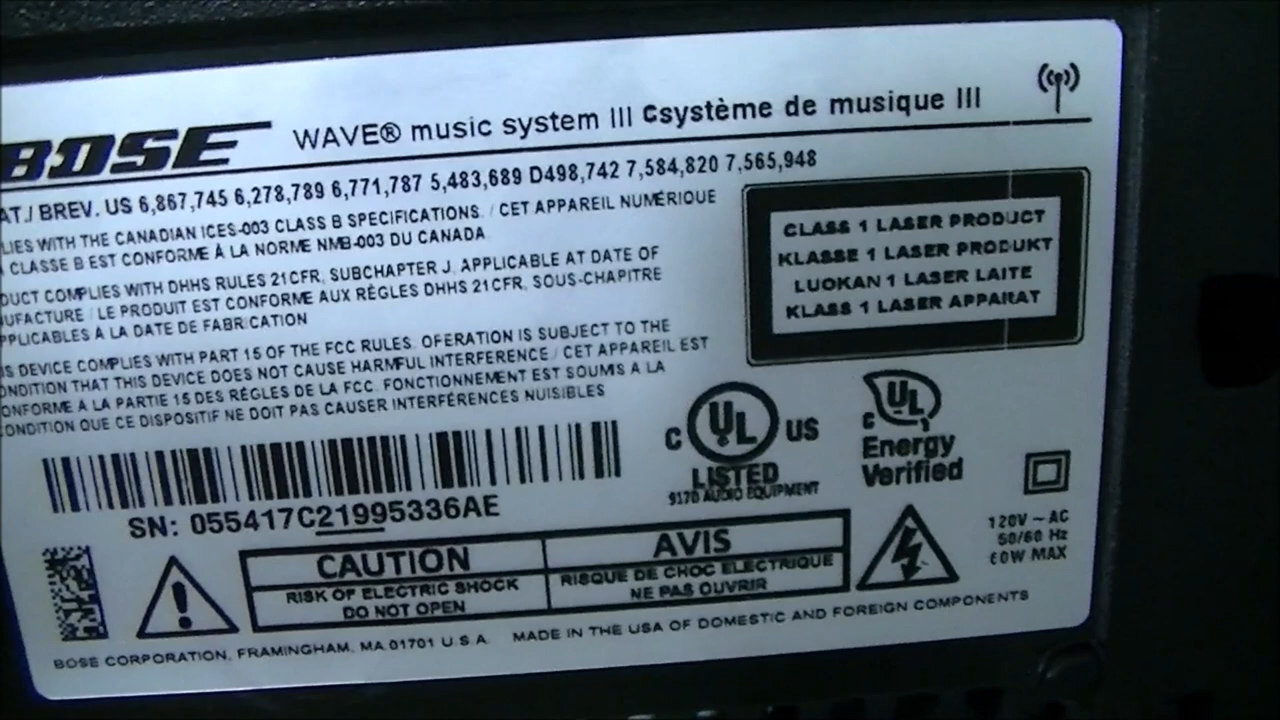 BOSE WAVE® music system III Csystème de musique III
AT./ BREV. US 6,867,745 6,278,789 6,771,787 5,483,689 D498,742 7,584,820 7,565,948
LIES WITH THE CANADIAN ICES-003 CLASS B SPECIFICATIONS. / CET APPAREIL NUMÉRIQUE
CLASSE B EST CONFORME À LA NORME NMB-003 DU CANADA
DUCT COMPLIES WITH DHHS RULES 21CFR, SUBCHAPTER J, APPLICABLE AT DATE OF
UFACTURE / LE PRODUIT EST CONFORME AUX RÈGLES DHHS 21CFR, SOUS-CHAPITRE
PPLICABLES À LA DATE DE FABRICATION
IS DEVICE COMPLIES WITH PART 15 OF THE FCC RULES. OPERATION IS SUBJECT TO THE
ONDITION THAT THIS DEVICE DOES NOT CAUSE HARMFUL INTERFERENCE / CET APPAREIL EST
ONFORME À LA PARTIE 15 DES RÈGLES DE LA FCC. FONCTIONNEMENT EST SOUMIS A LA
ONDITION QUE CE DISPOSITIF NE DOIT PAS CAUSER INTERFÉRENCES NUISIBLES
CLASS 1 LASER PRODUCT
KLASSE 1 LASER PRODUKT
LUOKAN 1 LASER LAITE
KLASS 1 LASER APPARAT
C UL US
LISTED
9170 AUDIO EQUIPMENT
C UL
Energy
Verified
SN: 055417C21995336AE
120V ~ AC
50/60 Hz
60W MAX
CAUTION
RISK OF ELECTRIC SHOCK
DO NOT OPEN
AVIS
RISQUE DE CHOC ELECTRIQUE
NE PAS OUVRIR
BOSE CORPORATION, FRAMINGHAM, MA 01701 U.S.A. MADE IN THE USA OF DOMESTIC AND FOREIGN COMPONENTS